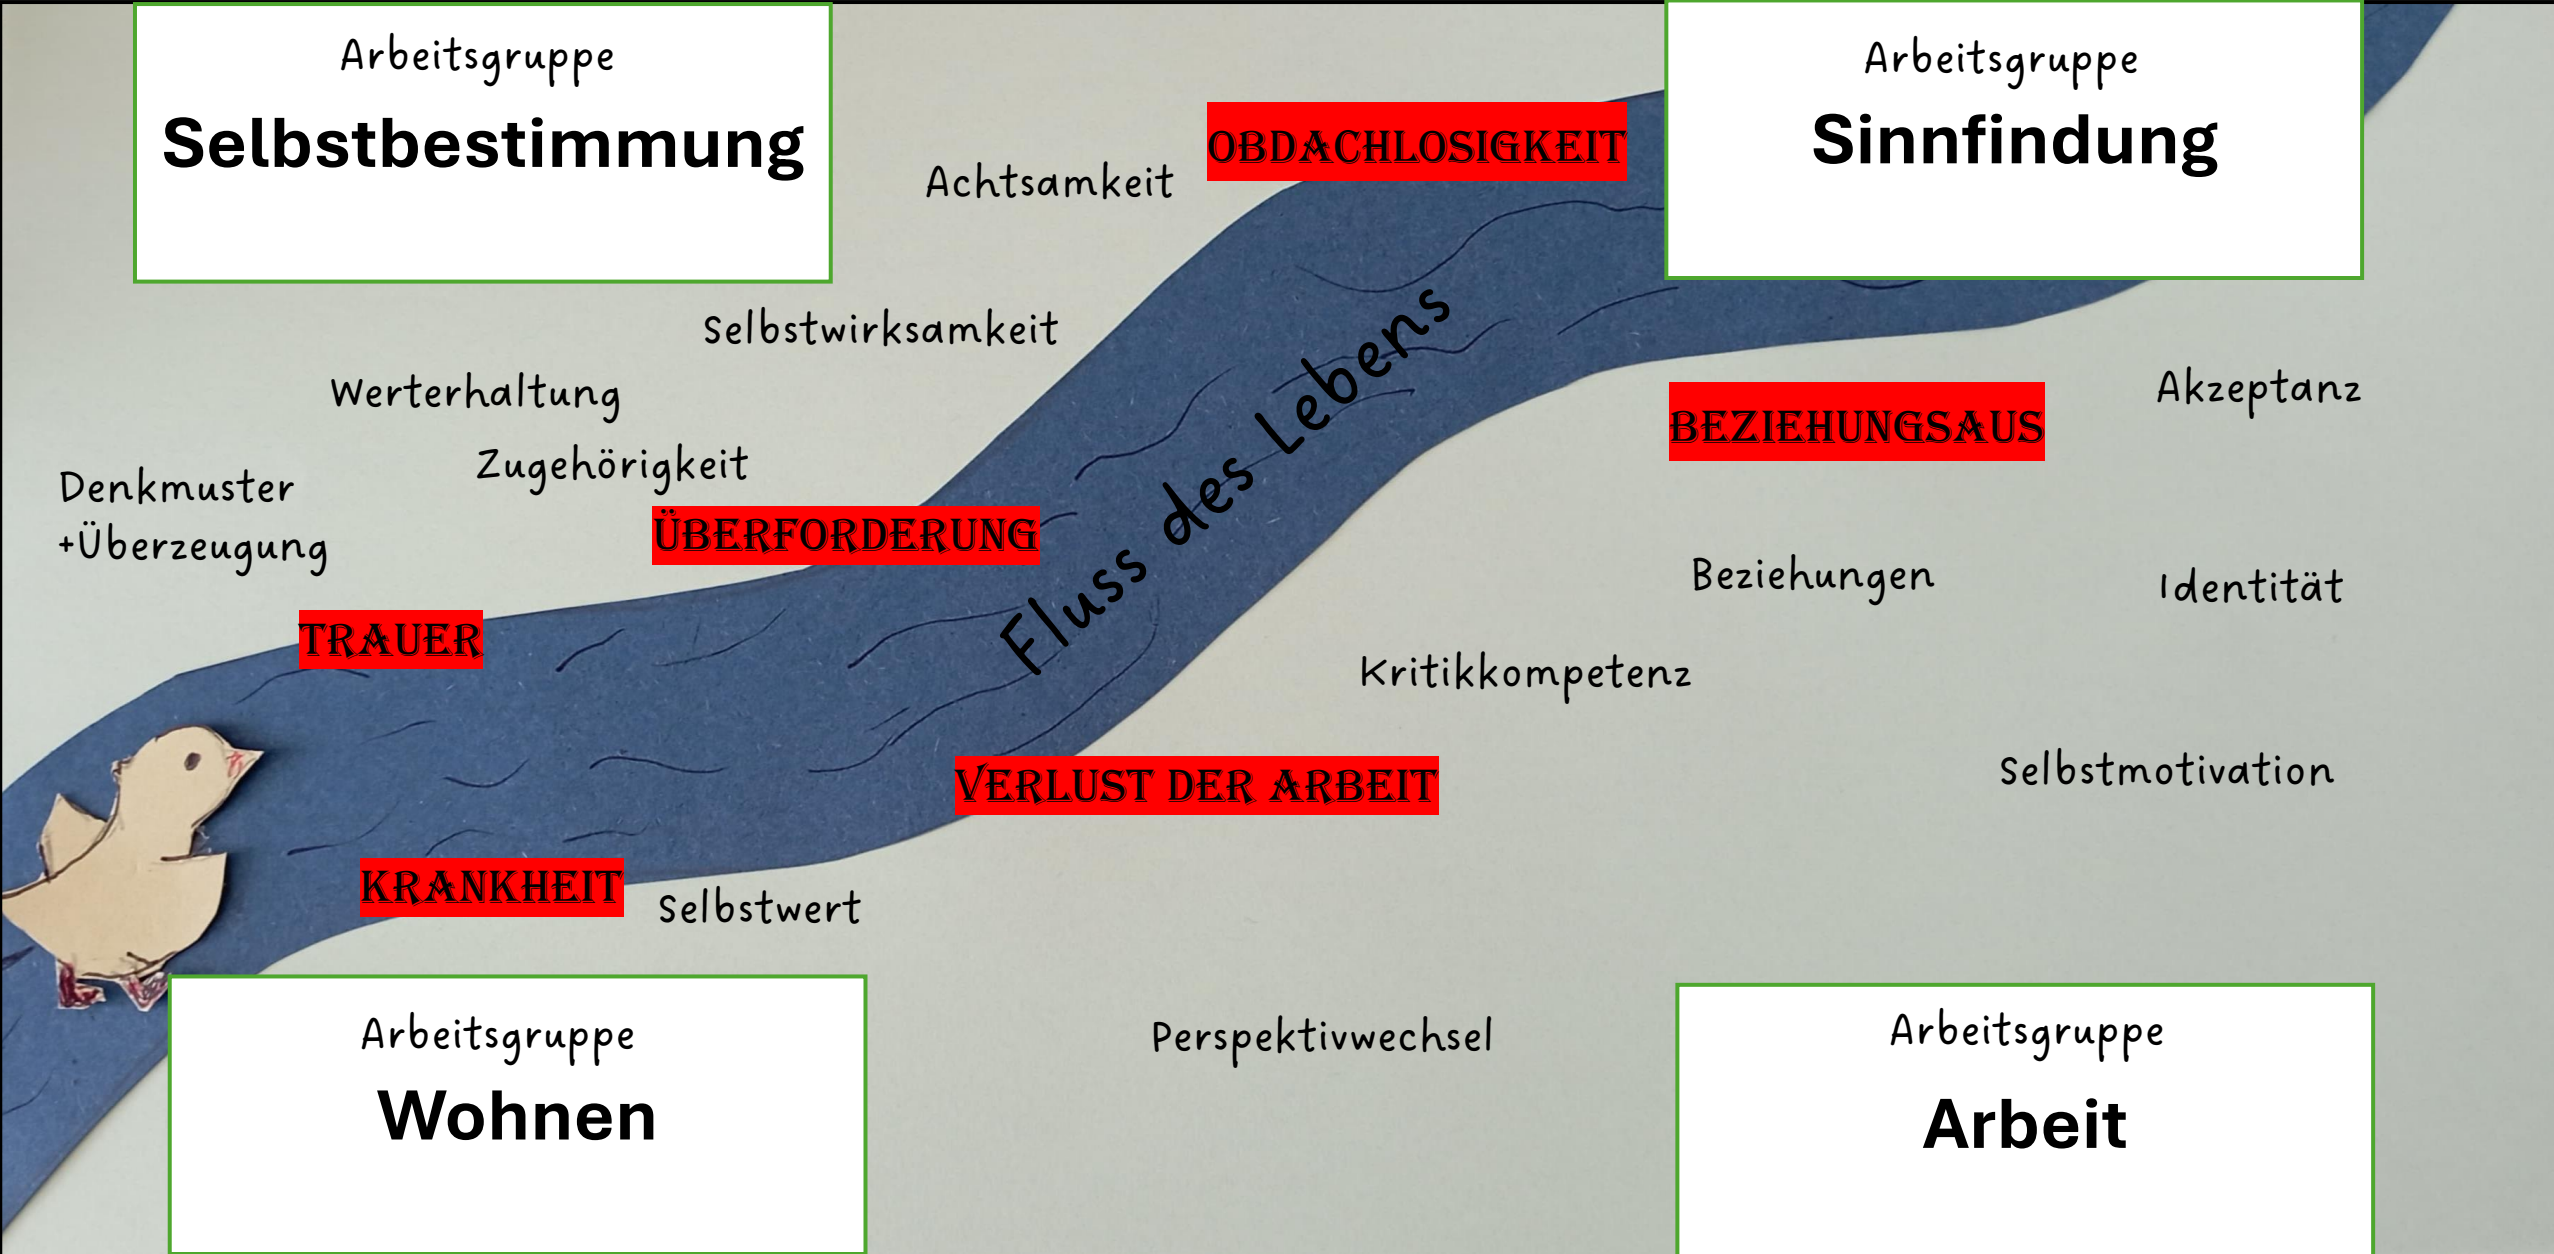 Arbeitsgruppe
Selbstbestimmung
Arbeitsgruppe
Sinnfindung
OBDACHLOSIGKEIT
Achtsamkeit
Selbstwirksamkeit
Werterhaltung
Zugehörigkeit
Denkmuster
+Überzeugung
ÜBERFORDERUNG
TRAUER
Fluss des Lebens
BEZIEHUNGSAUS
Akzeptanz
Beziehungen
Identität
Kritikkompetenz
VERLUST DER ARBEIT
Selbstmotivation
KRANKHEIT
Selbstwert
Perspektivwechsel
Arbeitsgruppe
Wohnen
Arbeitsgruppe
Arbeit